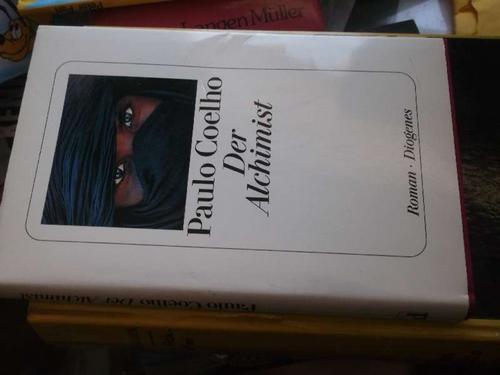 Langen Müller
Paulo Coelho
Der
Alchimist
Roman · Diogenes
Paulo Coelho Der Alchimist